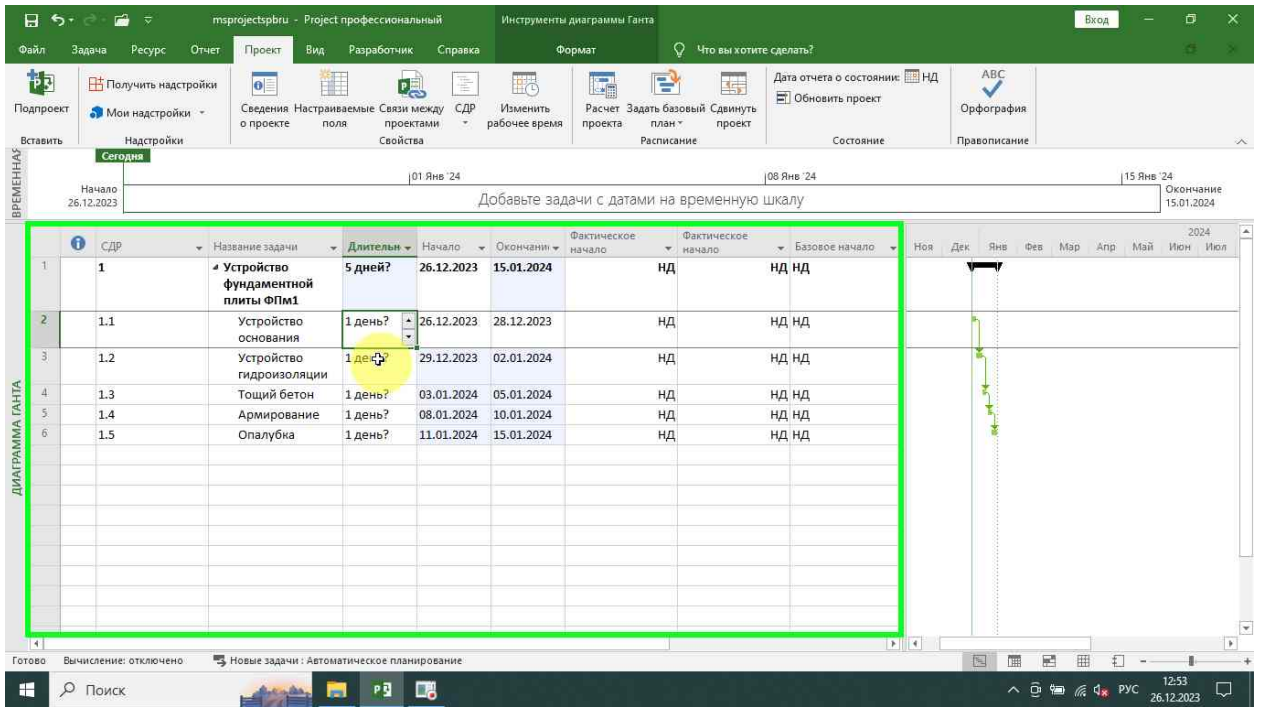 msprojectspbru - Project профессиональный
Инструменты диаграммы Ганта
Вход
Файл Задача Ресурс Отчет Проект Вид Разработчик Справка Формат Что вы хотите сделать?
Подпроект
Получить надстройки
Мои надстройки
Сведения о проекте
Настраиваемые поля
Связи между проектами
СДР
Изменить рабочее время
Расчет проекта
Задать базовый план
Сдвинуть проект
Дата отчета о состоянии: НД
Обновить проект
ABC
Орфография
Вставить Надстройки Свойства Расписание Состояние Правописание
ВРЕМЕННАЯ
Сегодня
01 Янв '24 08 Янв '24 15 Янв '24
Начало
26.12.2023
Добавьте задачи с датами на временную шкалу
Окончание
15.01.2024
ДИАГРАММА ГАНТА
СДР Название задачи Длительн Начало Окончани Фактическое начало Фактическое начало Базовое начало
2024
Ноя Дек Янв Фев Мар Апр Май Июн Июл
1 1 Устройство фундаментной плиты ФПм1 5 дней? 26.12.2023 15.01.2024 НД НД НД
2 1.1 Устройство основания 1 день? 26.12.2023 28.12.2023 НД НД НД
3 1.2 Устройство гидроизоляции 1 день? 29.12.2023 02.01.2024 НД НД НД
4 1.3 Тощий бетон 1 день? 03.01.2024 05.01.2024 НД НД НД
5 1.4 Армирование 1 день? 08.01.2024 10.01.2024 НД НД НД
6 1.5 Опалубка 1 день? 11.01.2024 15.01.2024 НД НД НД
Готово Вычисление: отключено Новые задачи : Автоматическое планирование
Поиск
РУС
12:53
26.12.2023